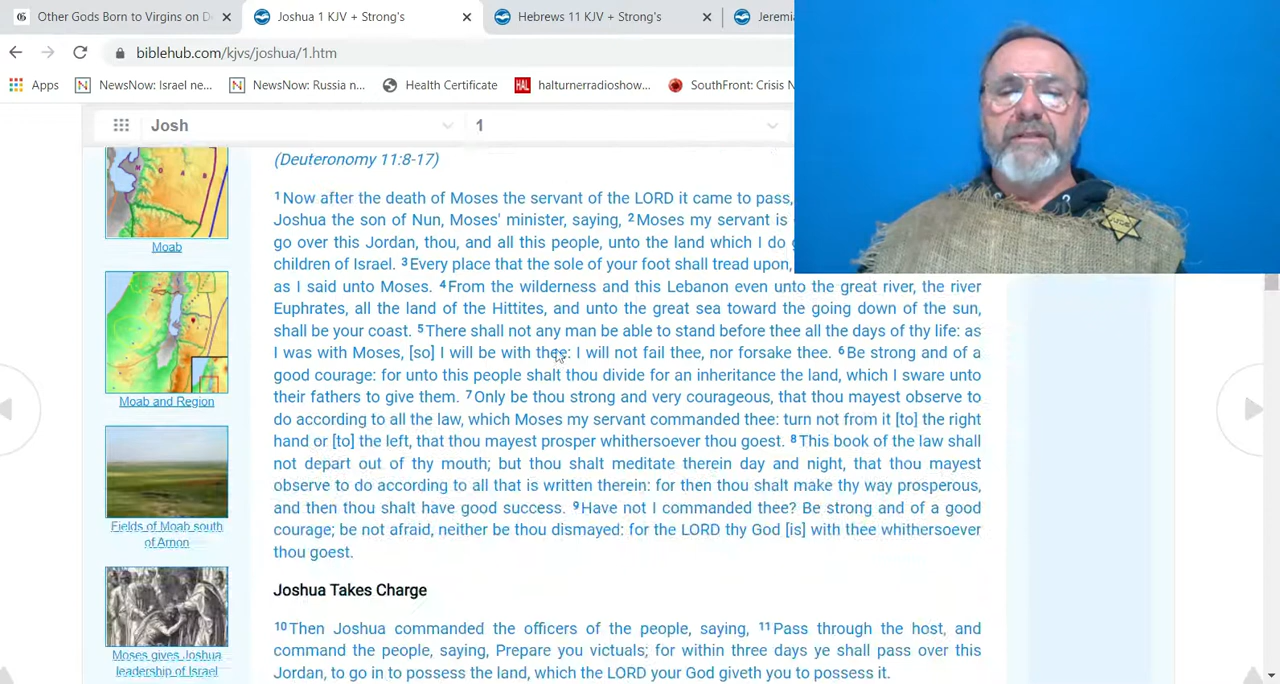 Other Gods Born to Virgins on D
Joshua 1 KJV + Strong's
Hebrews 11 KJV + Strong's
Jeremia
biblehub.com/kjvs/joshua/1.htm
Apps
NewsNow: Israel ne...
NewsNow: Russia n...
Health Certificate
HAL
halturnerradioshow...
SouthFront: Crisis N
Josh
1
(Deuteronomy 11:8-17)
1Now after the death of Moses the servant of the LORD it came to pass,
Joshua the son of Nun, Moses' minister, saying, 2Moses my servant is
go over this Jordan, thou, and all this people, unto the land which I do
children of Israel. 3Every place that the sole of your foot shall tread upon,
as I said unto Moses. 4From the wilderness and this Lebanon even unto the great river, the river
Euphrates, all the land of the Hittites, and unto the great sea toward the going down of the sun,
shall be your coast. 5There shall not any man be able to stand before thee all the days of thy life: as
I was with Moses, [so] I will be with thee: I will not fail thee, nor forsake thee. 6Be strong and of a
good courage: for unto this people shalt thou divide for an inheritance the land, which I sware unto
their fathers to give them. 7Only be thou strong and very courageous, that thou mayest observe to
do according to all the law, which Moses my servant commanded thee: turn not from it [to] the right
hand or [to] the left, that thou mayest prosper whithersoever thou goest. 8This book of the law shall
not depart out of thy mouth; but thou shalt meditate therein day and night, that thou mayest
observe to do according to all that is written therein: for then thou shalt make thy way prosperous,
and then thou shalt have good success. 9Have not I commanded thee? Be strong and of a good
courage; be not afraid, neither be thou dismayed: for the LORD thy God [is] with thee whithersoever
thou goest.
Joshua Takes Charge
10Then Joshua commanded the officers of the people, saying, 11Pass through the host, and
command the people, saying, Prepare you victuals; for within three days ye shall pass over this
Jordan, to go in to possess the land, which the LORD your God giveth you to possess it.
MOAB
Moab
Moab and Region
Fields of Moab south
of Arnon
Moses gives Joshua
leadership of Israel